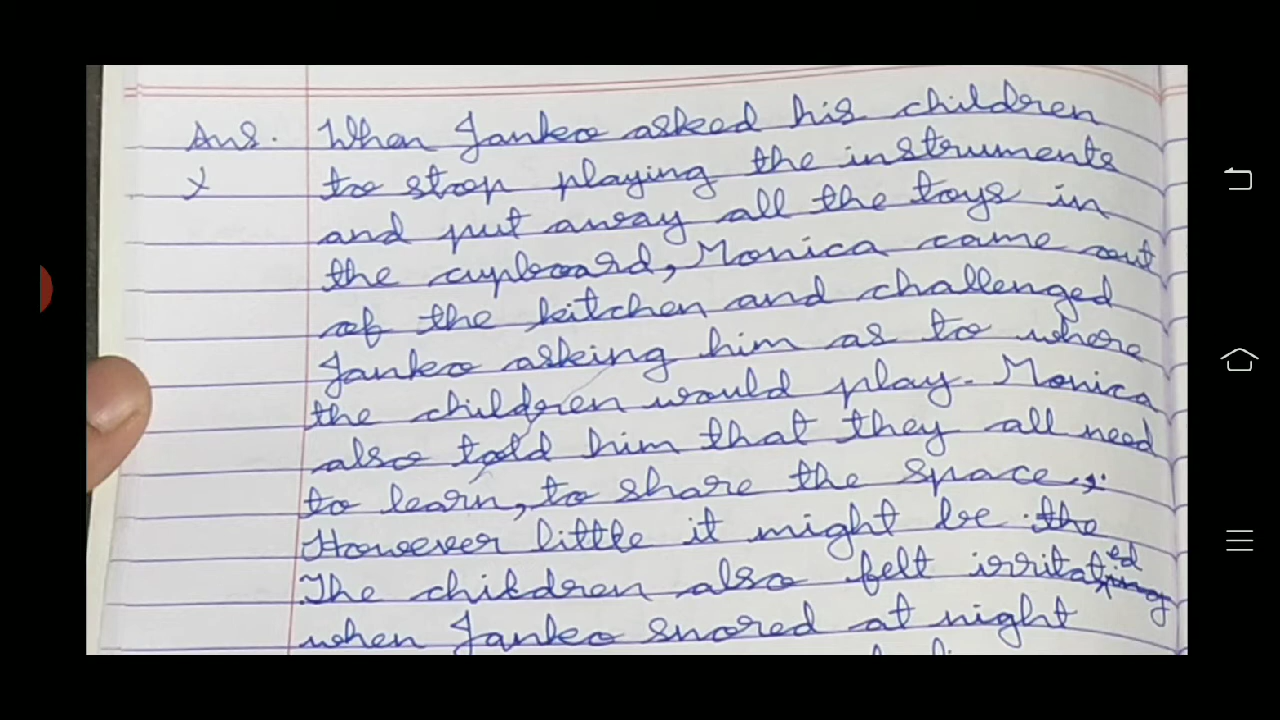 Ans. When Janko asked his children
x to stop playing the instruments
and put away all the toys in
the cupboard, Monica came out
of the kitchen and challenged
Janko asking him as to where
the children would play. Monica
also told him that they all need
to learn, to share the space.
However little it might be. the
The children also felt irritated
when Janko snored at night